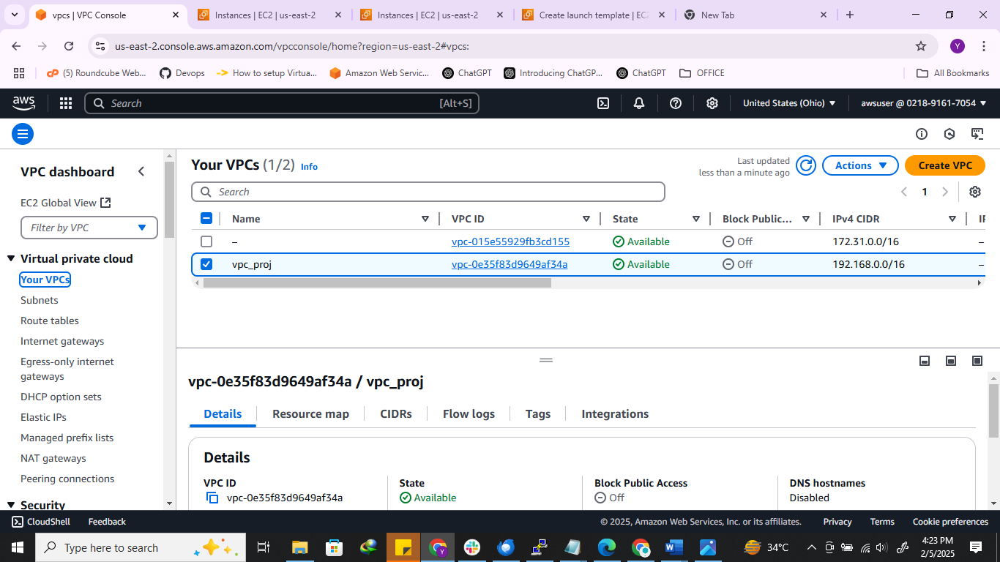 vpcs | VPC Console
Instances | EC2 | us-east-2
Instances | EC2 | us-east-2
Create launch template | EC
New Tab
us-east-2.console.aws.amazon.com/vpcconsole/home?region=us-east-2#vpcs:
Y
(5) Roundcube Web...
Devops
How to setup Virtua...
Amazon Web Servic...
ChatGPT
Introducing ChatGP...
ChatGPT
OFFICE
All Bookmarks
aws
Search
[Alt+S]
United States (Ohio)
awsuser @ 0218-9161-7054
VPC dashboard
EC2 Global View
Filter by VPC
Virtual private cloud
Your VPCs
Subnets
Route tables
Internet gateways
Egress-only internet
gateways
DHCP option sets
Elastic IPs
Managed prefix lists
NAT gateways
Peering connections
Security
Your VPCs (1/2) Info
Last updated
less than a minute ago
Actions
Create VPC
Search
1
Name VPC ID State Block Public... IPv4 CIDR IP
– vpc-015e55929fb3cd155 Available Off 172.31.0.0/16 –
vpc_proj vpc-0e35f83d9649af34a Available Off 192.168.0.0/16 –
vpc-0e35f83d9649af34a / vpc_proj
Details Resource map CIDRs Flow logs Tags Integrations
Details
VPC ID State Block Public Access DNS hostnames
vpc-0e35f83d9649af34a Available Off Disabled
CloudShell Feedback
© 2025, Amazon Web Services, Inc. or its affiliates. Privacy Terms Cookie preferences
Type here to search
34°C
4:23 PM
2/5/2025